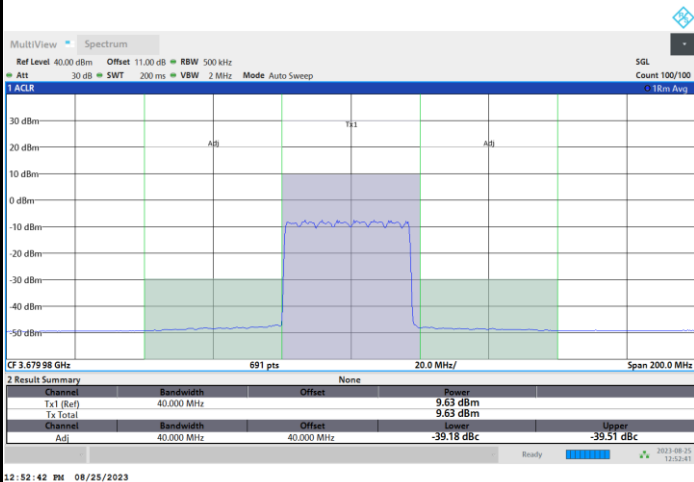 MultiView Spectrum
Ref Level 40.00 dBm Offset 11.00 dB RBW 500 kHz SGL
Att 30 dB SWT 200 ms VBW 2 MHz Mode Auto Sweep Count 100/100
1 ACLR 1Rm Avg
30 dBm
Tx1
20 dBm
Adj Adj
10 dBm
0 dBm
-10 dBm
-20 dBm
-30 dBm
-40 dBm
-50 dBm
CF 3.679 98 GHz 691 pts 20.0 MHz/ Span 200.0 MHz
2 Result Summary None
Channel Bandwidth Offset Power
Tx1 (Ref) 40.000 MHz 9.63 dBm
Tx Total 9.63 dBm
Channel Bandwidth Offset Lower Upper
Adj 40.000 MHz 40.000 MHz -39.18 dBc -39.51 dBc
Ready 2023-08-25
12:52:41
12:52:42 PM 08/25/2023